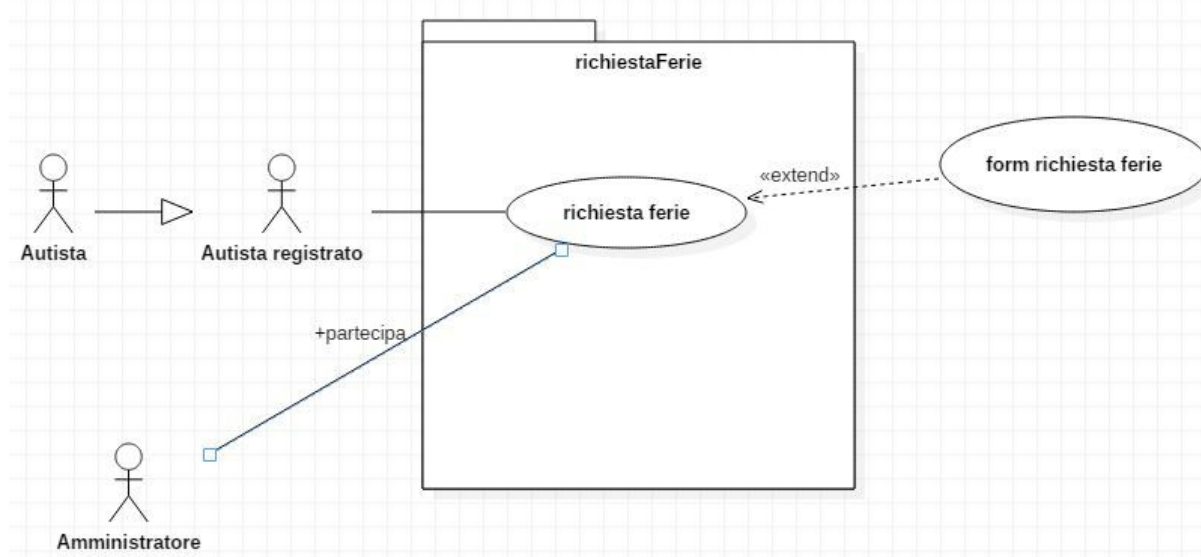 richiestaFerie
«extend»
form richiesta ferie
richiesta ferie
Autista
Autista registrato
+partecipa
Amministratore